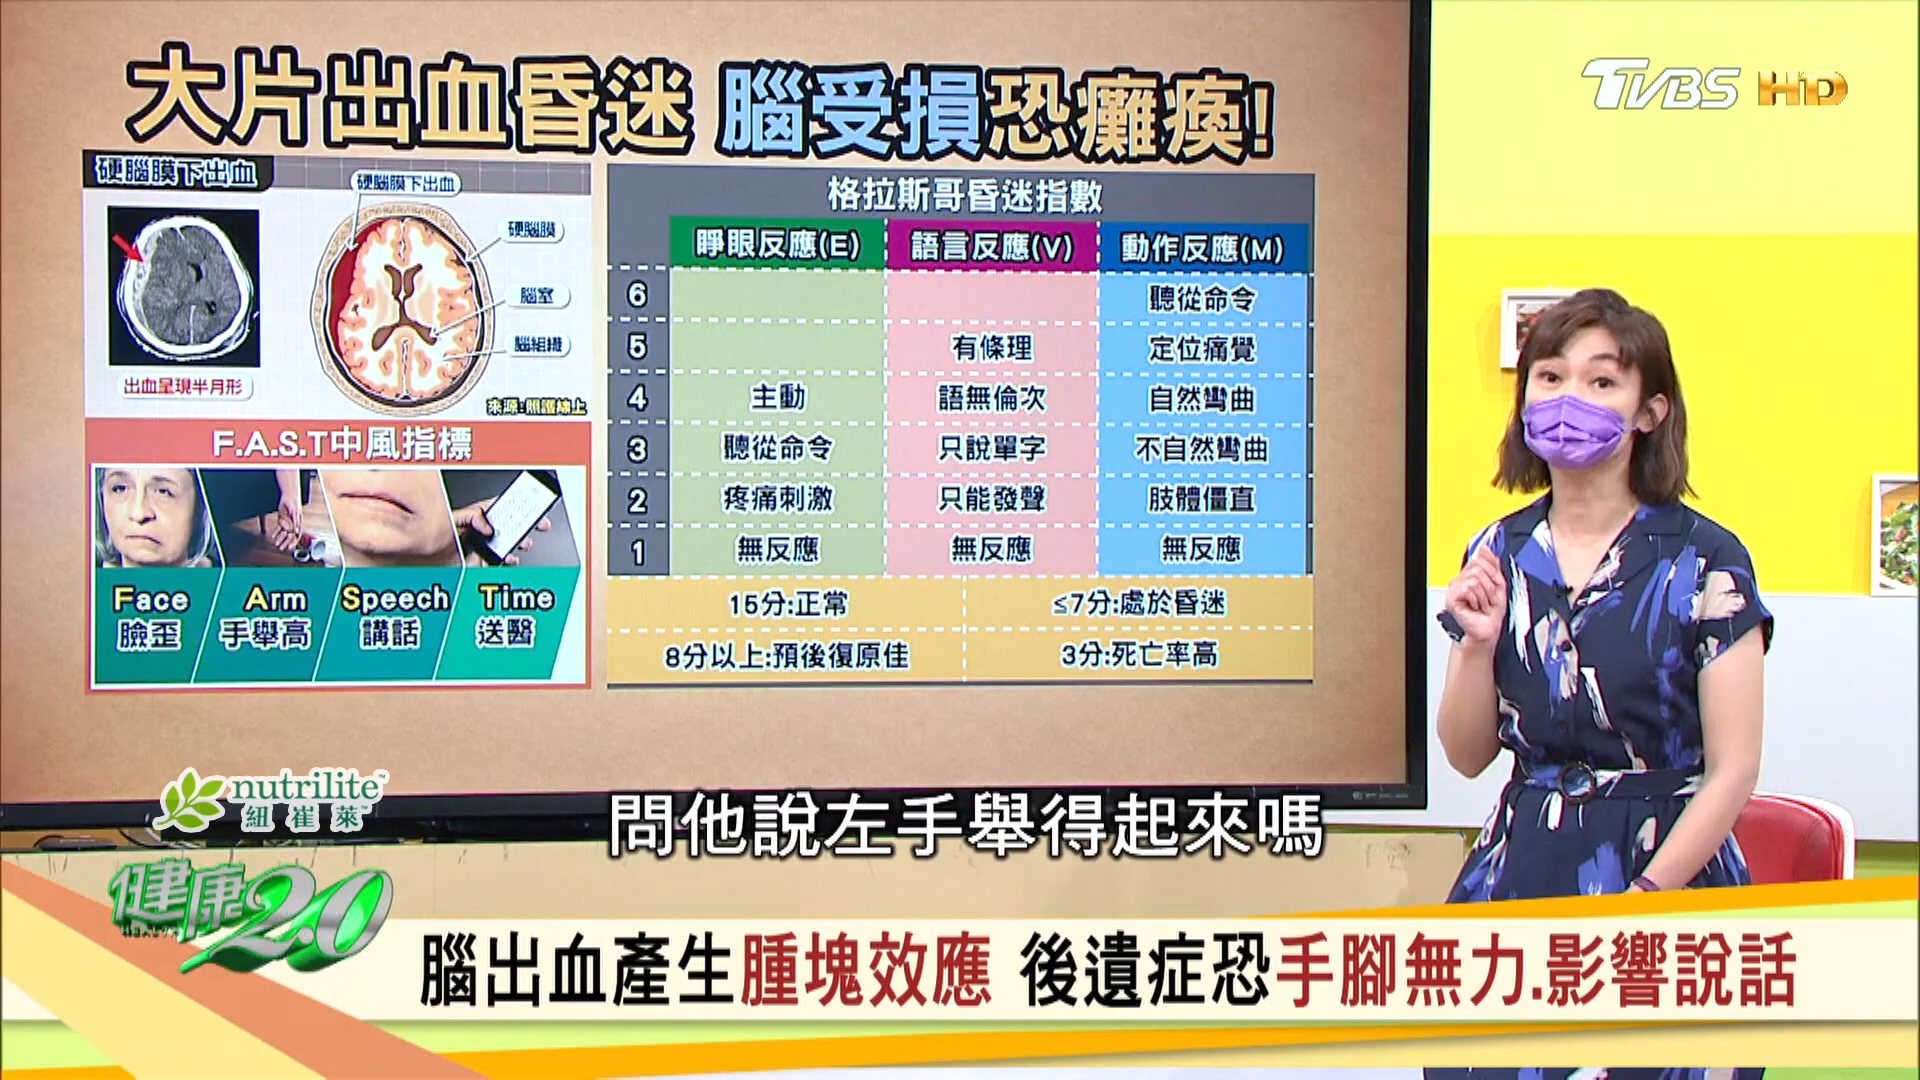 TVBS HD
大片出血昏迷 腦受損恐癱瘓!
硬腦膜下出血
硬腦膜下出血
硬腦膜
腦室
腦組織
出血呈現半月形
來源:照護線上
F.A.S.T中風指標
Face
臉歪
Arm
手舉高
Speech
講話
Time
送醫
格拉斯哥昏迷指數
睜眼反應(E) 語言反應(V) 動作反應(M)
6 聽從命令
5 有條理 定位痛覺
4 主動 語無倫次 自然彎曲
3 聽從命令 只說單字 不自然彎曲
2 疼痛刺激 只能發聲 肢體僵直
1 無反應 無反應 無反應
15分:正常 ≤7分:處於昏迷
8分以上:預後復原佳 3分:死亡率高
nutrilite™
紐崔萊
問他說左手舉得起來嗎
健康2.0
腦出血產生腫塊效應 後遺症恐手腳無力.影響說話